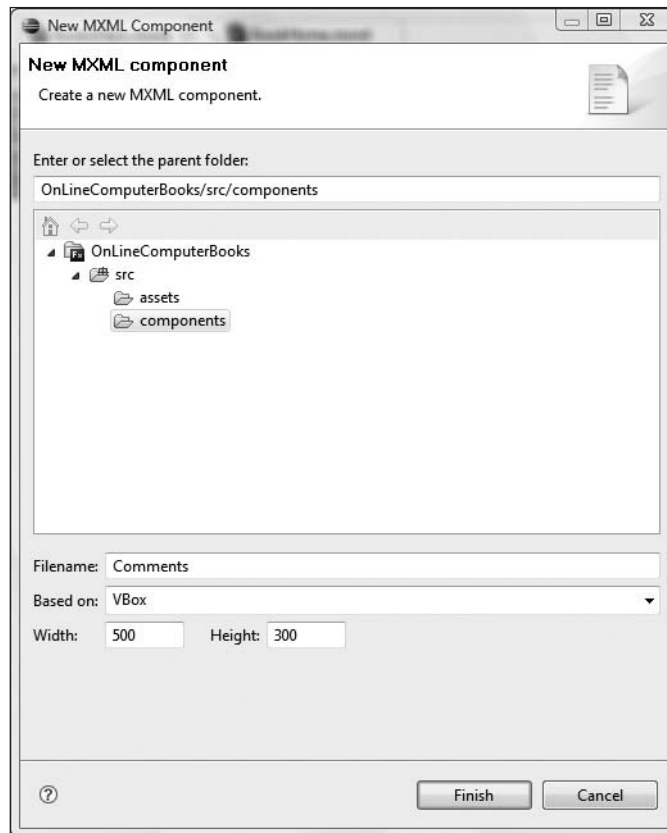 New MXML Component
New MXML component
Create a new MXML component.
Enter or select the parent folder:
OnLineComputerBooks/src/components
Fx OnLineComputerBooks
src
assets
components
Filename: Comments
Based on: VBox
Width: 500 Height: 300
Finish Cancel